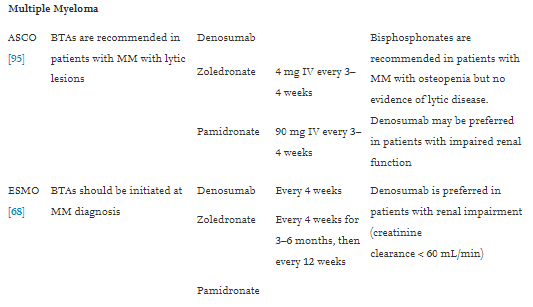 Multiple Myeloma
ASCO BTAs are recommended in Denosumab Bisphosphonates are
[95] patients with MM with lytic recommended in patients with
lesions Zoledronate 4 mg IV every 3– MM with osteopenia but no
4 weeks evidence of lytic disease.
Denosumab may be preferred
Pamidronate 90 mg IV every 3– in patients with impaired renal
4 weeks function
ESMO BTAs should be initiated at Denosumab Every 4 weeks Denosumab is preferred in
[68] MM diagnosis Zoledronate Every 4 weeks for patients with renal impairment
3–6 months, then (creatinine
every 12 weeks clearance < 60 mL/min)
Pamidronate